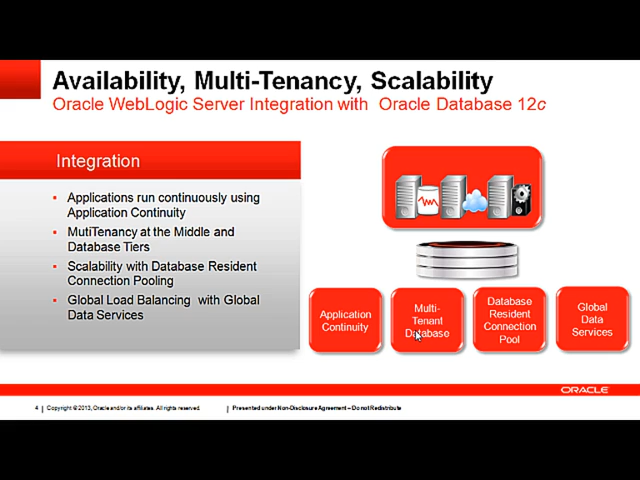 Availability, Multi-Tenancy, Scalability
Oracle WebLogic Server Integration with Oracle Database 12c
Integration
Applications run continuously using
Application Continuity
MutiTenancy at the Middle and
Database Tiers
Scalability with Database Resident
Connection Pooling
Global Load Balancing with Global
Data Services
Application
Continuity
Multi-
Tenant
Database
Database
Resident
Connection
Pool
Global
Data
Services
ORACLE
4 | Copyright © 2013, Oracle and/or its affiliates. All rights reserved. | Presented under Non-Disclosure Agreement – Do not Redistribute